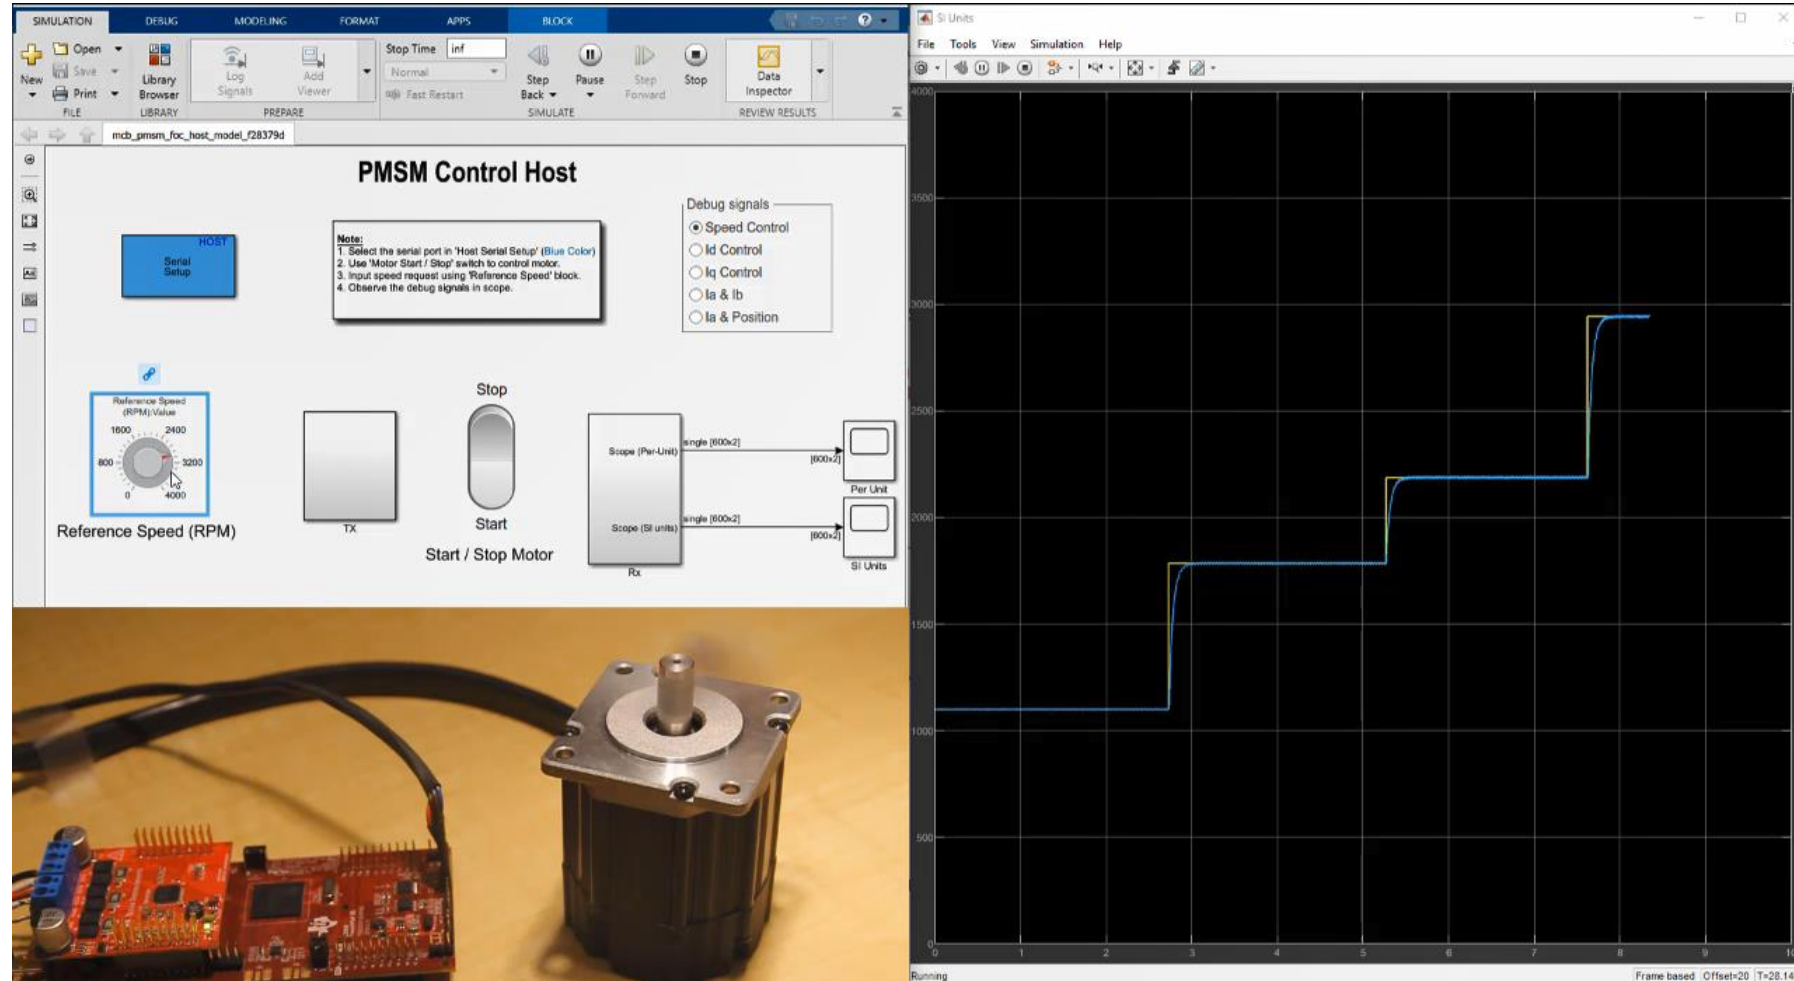 SIMULATION DEBUG MODELING FORMAT APPS BLOCK
New
Open
Save
Print
FILE
Library
Browser
LIBRARY
Log
Signals
Add
Viewer
PREPARE
Stop Time inf
Normal
Fast Restart
Step
Back
Pause
Step
Forward
Stop
SIMULATE
Data
Inspector
REVIEW RESULTS
mcb_pmsm_foc_host_model_f28379d
PMSM Control Host
HOST
Serial
Setup
Note:
1. Select the serial port in 'Host Serial Setup' (Blue Color)
2. Use 'Motor Start / Stop' switch to control motor.
3. Input speed request using 'Reference Speed' block.
4. Observe the debug signals in scope.
Debug signals
Speed Control
Id Control
Iq Control
Ia & Ib
Ia & Position
Reference Speed
(RPM):Value
1600 2400
800 3200
0 4000
Reference Speed (RPM)
TX
Stop
Start
Start / Stop Motor
Scope (Per-Unit)
Scope (SI units)
Rx
single [600x2]
[600x2]
Per Unit
single [600x2]
[600x2]
SI Units
SI Units
File Tools View Simulation Help
4000
3500
3000
2500
2000
1500
1000
500
0
0 1 2 3 4 5 6 7 8 9 10
Running
Frame based Offset=20 T=28.14